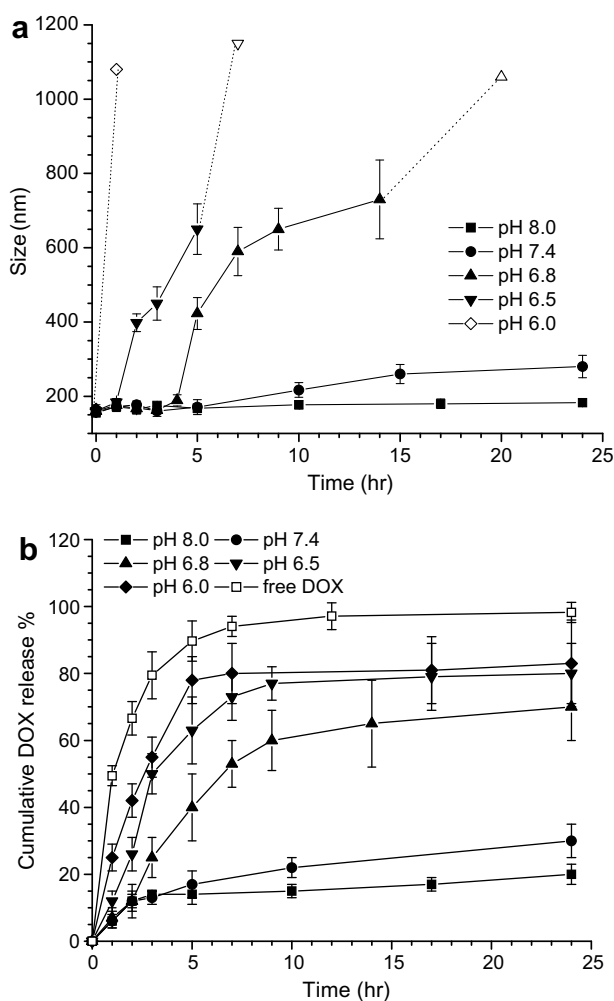 a
1200
1000
800
600
400
200
Size (nm)
pH 8.0
pH 7.4
pH 6.8
pH 6.5
pH 6.0
0 5 10 15 20 25
Time (hr)
b
120
100
80
60
40
20
0
Cumulative DOX release %
pH 8.0 pH 7.4
pH 6.8 pH 6.5
pH 6.0 free DOX
0 5 10 15 20 25
Time (hr)